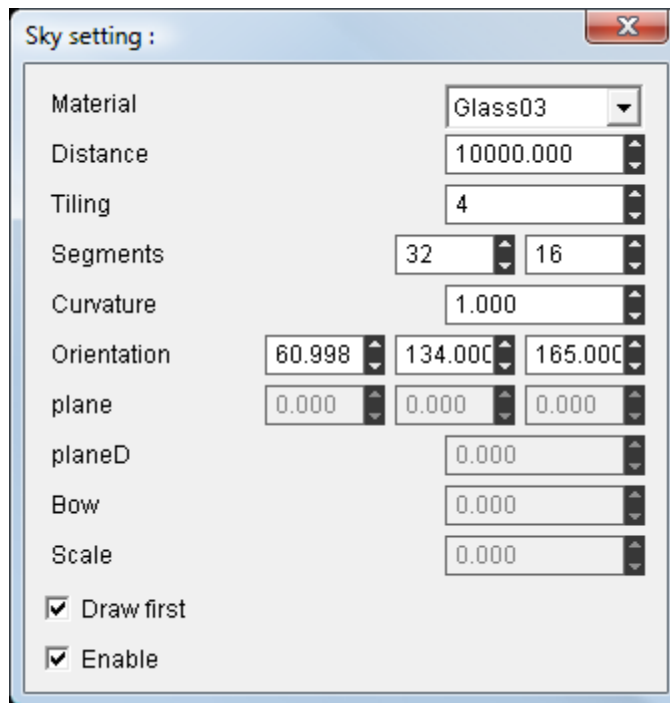 Sky setting :
Material Glass03
Distance 10000.000
Tiling 4
Segments 32 16
Curvature 1.000
Orientation 60.998 134.000 165.000
plane 0.000 0.000 0.000
planeD 0.000
Bow 0.000
Scale 0.000
Draw first
Enable